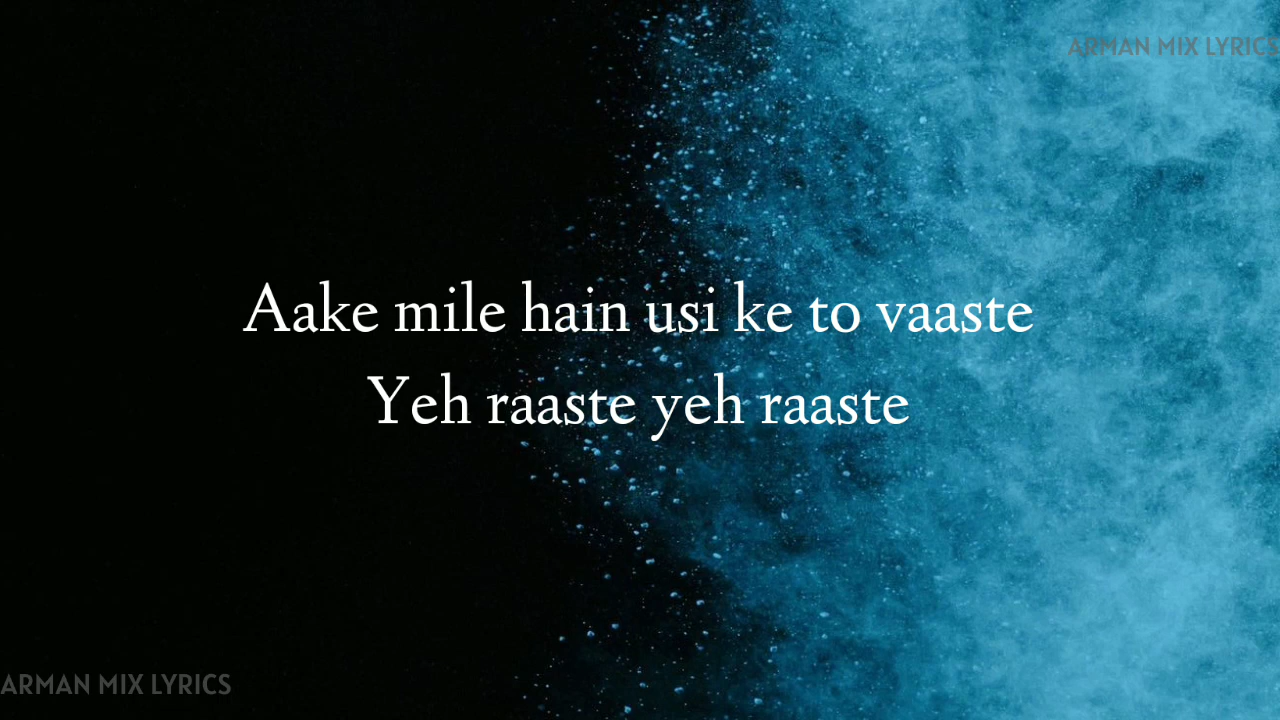 ARMAN MIX LYRICS
Aake mile hain usi ke to vaaste
Yeh raaste yeh raaste
ARMAN MIX LYRICS